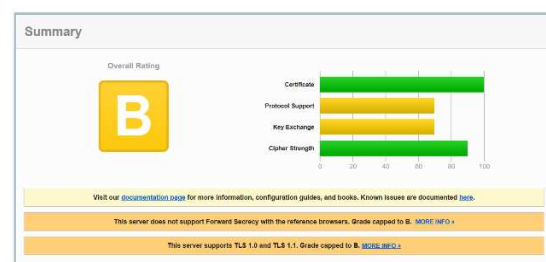 Summary
Overall Rating
B
Certificate
Protocol Support
Key Exchange
Cipher Strength
0 20 40 60 80 100
Visit our documentation page for more information, configuration guides, and books. Known issues are documented here.
This server does not support Forward Secrecy with the reference browsers. Grade capped to B. MORE INFO »
This server supports TLS 1.0 and TLS 1.1. Grade capped to B. MORE INFO »